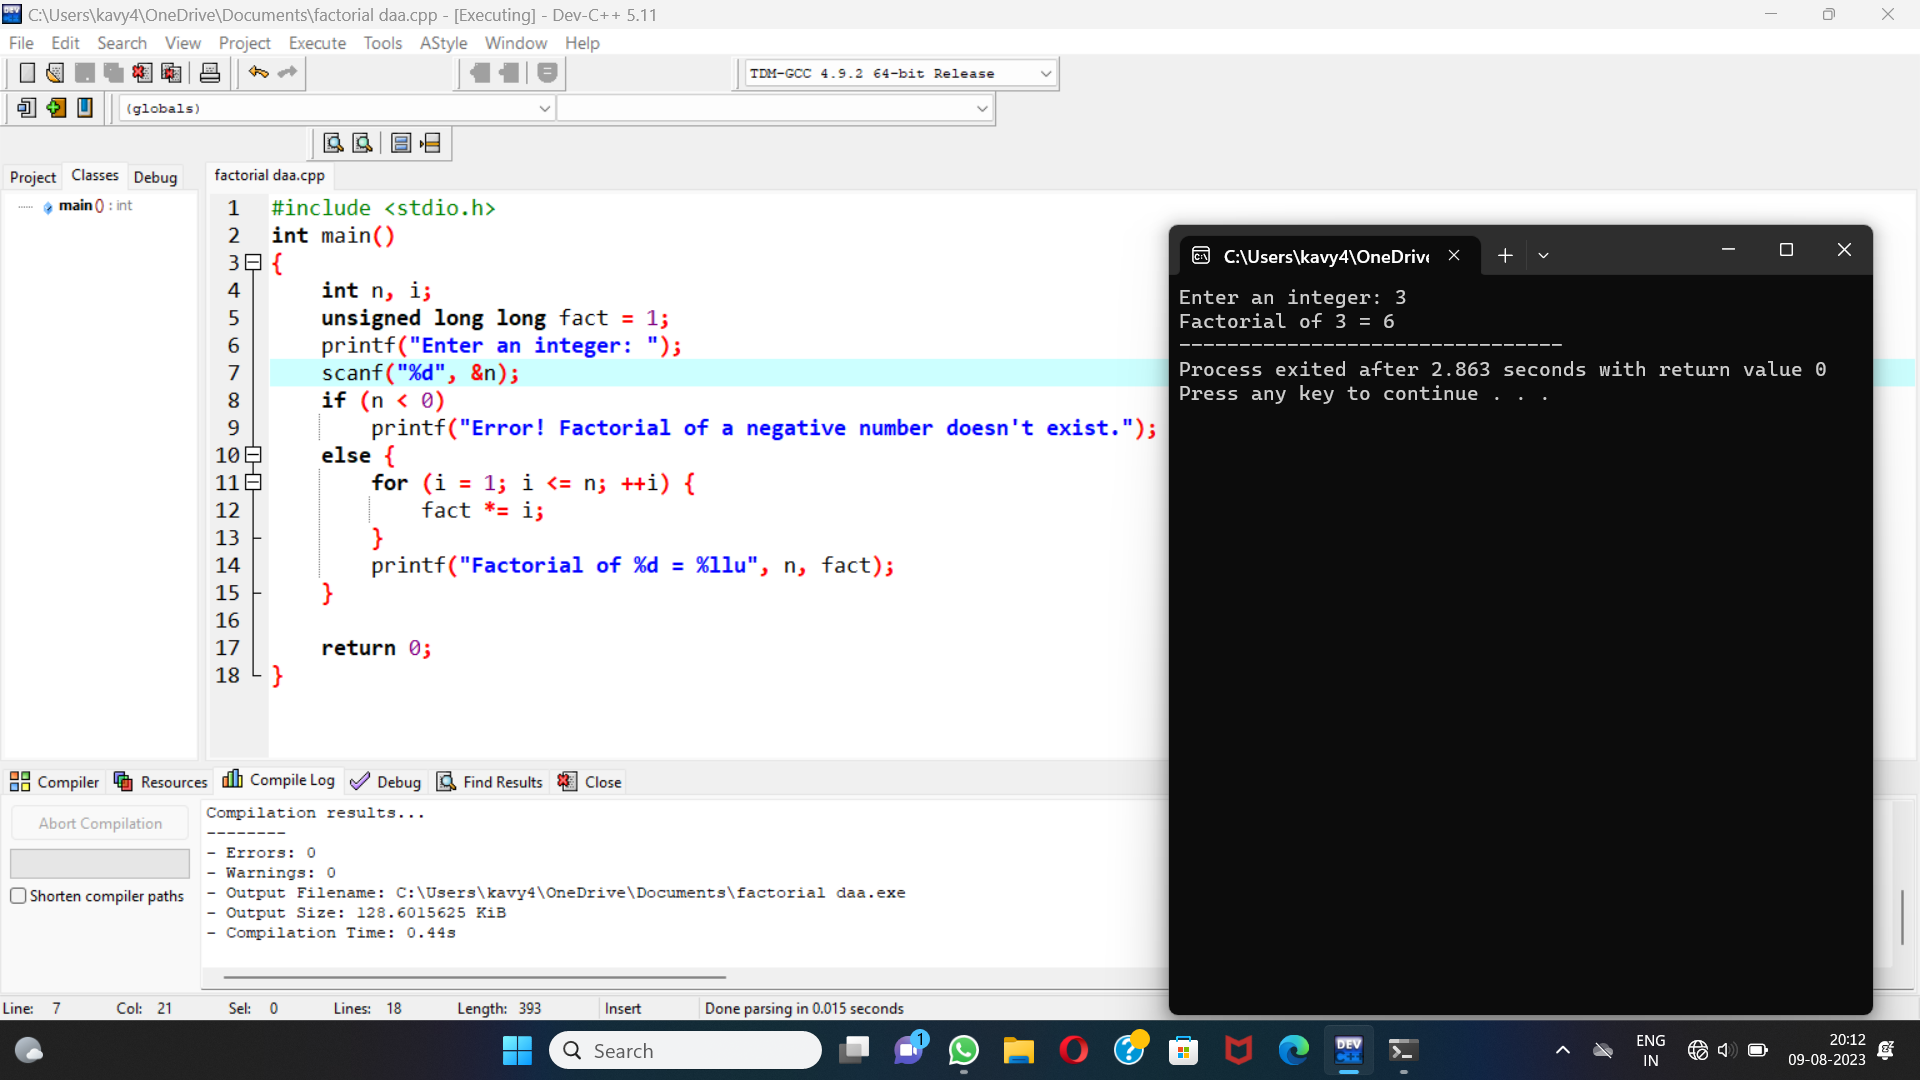 C:\Users\kavy4\OneDrive\Documents\factorial daa.cpp - [Executing] - Dev-C++ 5.11
File Edit Search View Project Execute Tools AStyle Window Help
TDM-GCC 4.9.2 64-bit Release
(globals)
Project Classes Debug
main () : int
factorial daa.cpp
1 #include <stdio.h>
2 int main()
3 {
4 int n, i;
5 unsigned long long fact = 1;
6 printf("Enter an integer: ");
7 scanf("%d", &n);
8 if (n < 0)
9 printf("Error! Factorial of a negative number doesn't exist.");
10 else {
11 for (i = 1; i <= n; ++i) {
12 fact *= i;
13 }
14 printf("Factorial of %d = %llu", n, fact);
15 }
16
17 return 0;
18 }
C:\Users\kavy4\OneDrive
Enter an integer: 3
Factorial of 3 = 6
--------------------------------
Process exited after 2.863 seconds with return value 0
Press any key to continue . . .
Compiler Resources Compile Log Debug Find Results Close
Abort Compilation
Shorten compiler paths
Compilation results...
--------
- Errors: 0
- Warnings: 0
- Output Filename: C:\Users\kavy4\OneDrive\Documents\factorial daa.exe
- Output Size: 128.6015625 KiB
- Compilation Time: 0.44s
Line: 7 Col: 21 Sel: 0 Lines: 18 Length: 393 Insert Done parsing in 0.015 seconds
Search
1
DEV C++
ENG
IN
20:12
09-08-2023